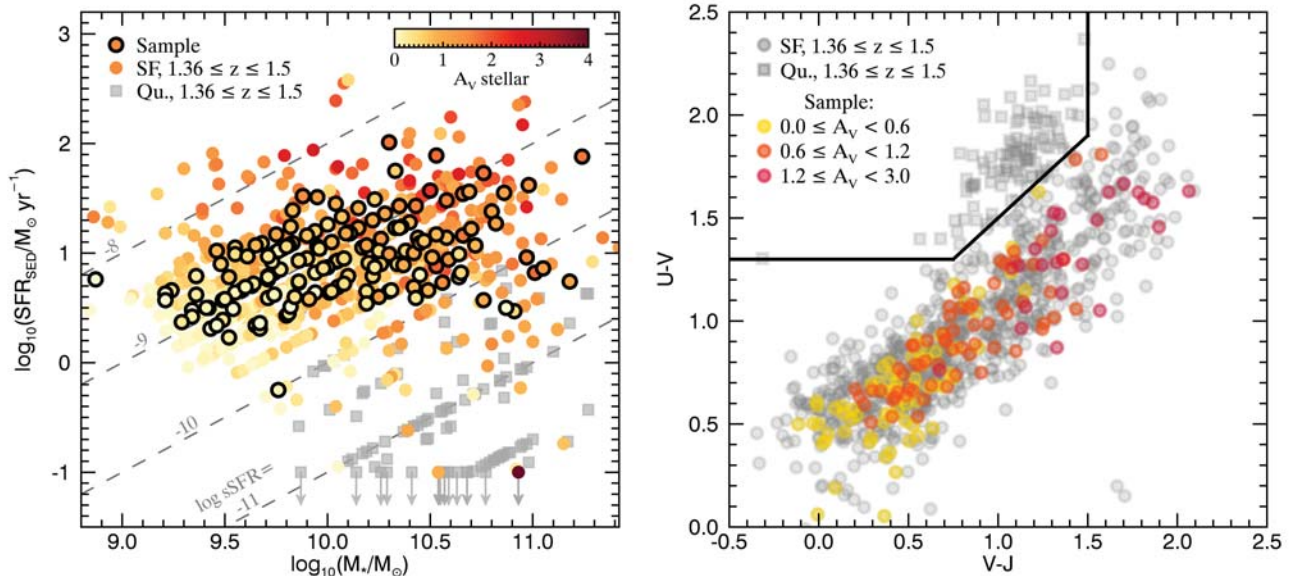 3
2
1
0
-1
log₁₀(SFR_SED/M⊙ yr⁻¹)
9.0 9.5 10.0 10.5 11.0
log₁₀(M*/M⊙)
Sample
SF, 1.36 ≤ z ≤ 1.5
Qu., 1.36 ≤ z ≤ 1.5
0 1 2 3 4
A_V stellar
-8
-9
-10
log sSFR=
-11
2.5
2.0
1.5
1.0
0.5
0.0
U-V
-0.5 0.0 0.5 1.0 1.5 2.0 2.5
V-J
SF, 1.36 ≤ z ≤ 1.5
Qu., 1.36 ≤ z ≤ 1.5
Sample:
0.0 ≤ A_V < 0.6
0.6 ≤ A_V < 1.2
1.2 ≤ A_V < 3.0